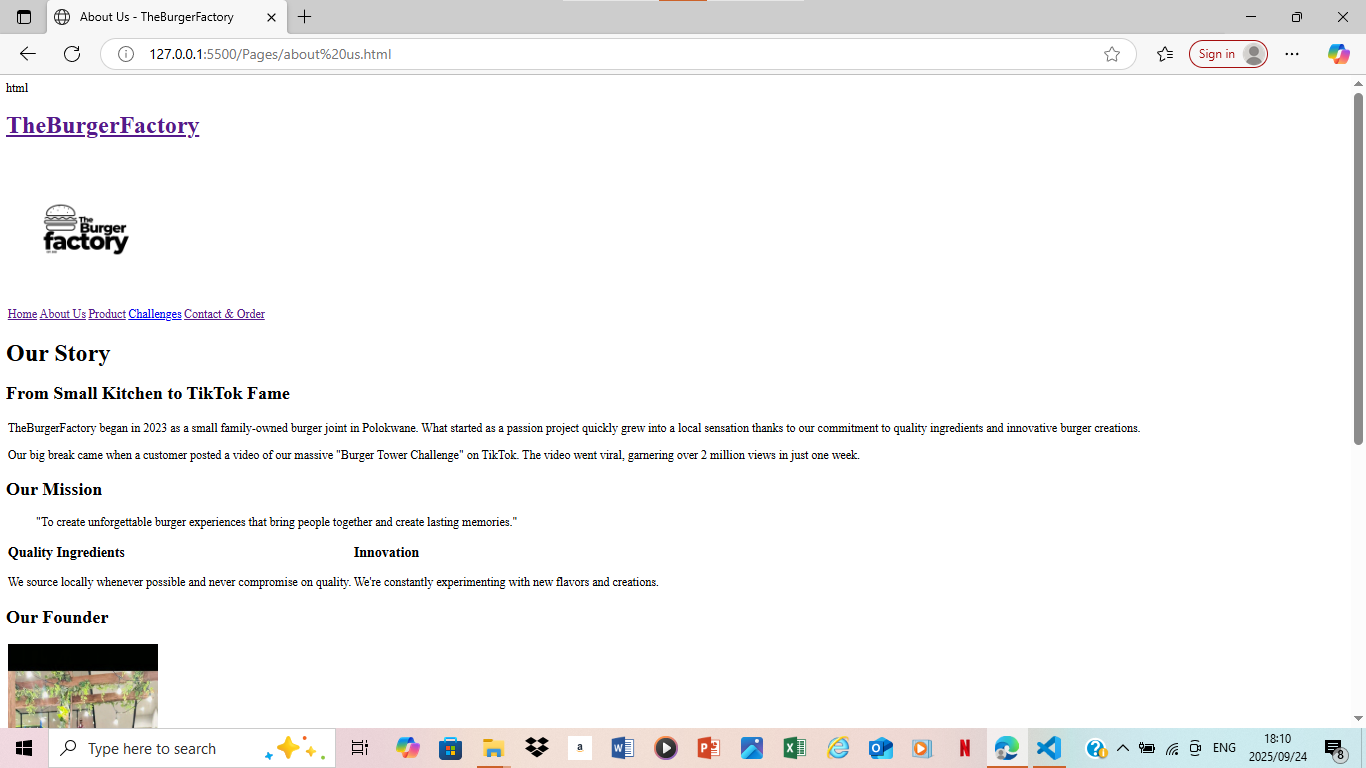 About Us - TheBurgerFactory
127.0.0.1:5500/Pages/about%20us.html
Sign in
html
TheBurgerFactory
The
Burger
factory
Home About Us Product Challenges Contact & Order
Our Story
From Small Kitchen to TikTok Fame
TheBurgerFactory began in 2023 as a small family-owned burger joint in Polokwane. What started as a passion project quickly grew into a local sensation thanks to our commitment to quality ingredients and innovative burger creations.
Our big break came when a customer posted a video of our massive "Burger Tower Challenge" on TikTok. The video went viral, garnering over 2 million views in just one week.
Our Mission
"To create unforgettable burger experiences that bring people together and create lasting memories."
Quality Ingredients Innovation
We source locally whenever possible and never compromise on quality. We're constantly experimenting with new flavors and creations.
Our Founder
Type here to search
a
N
ENG
18:10
2025/09/24
8